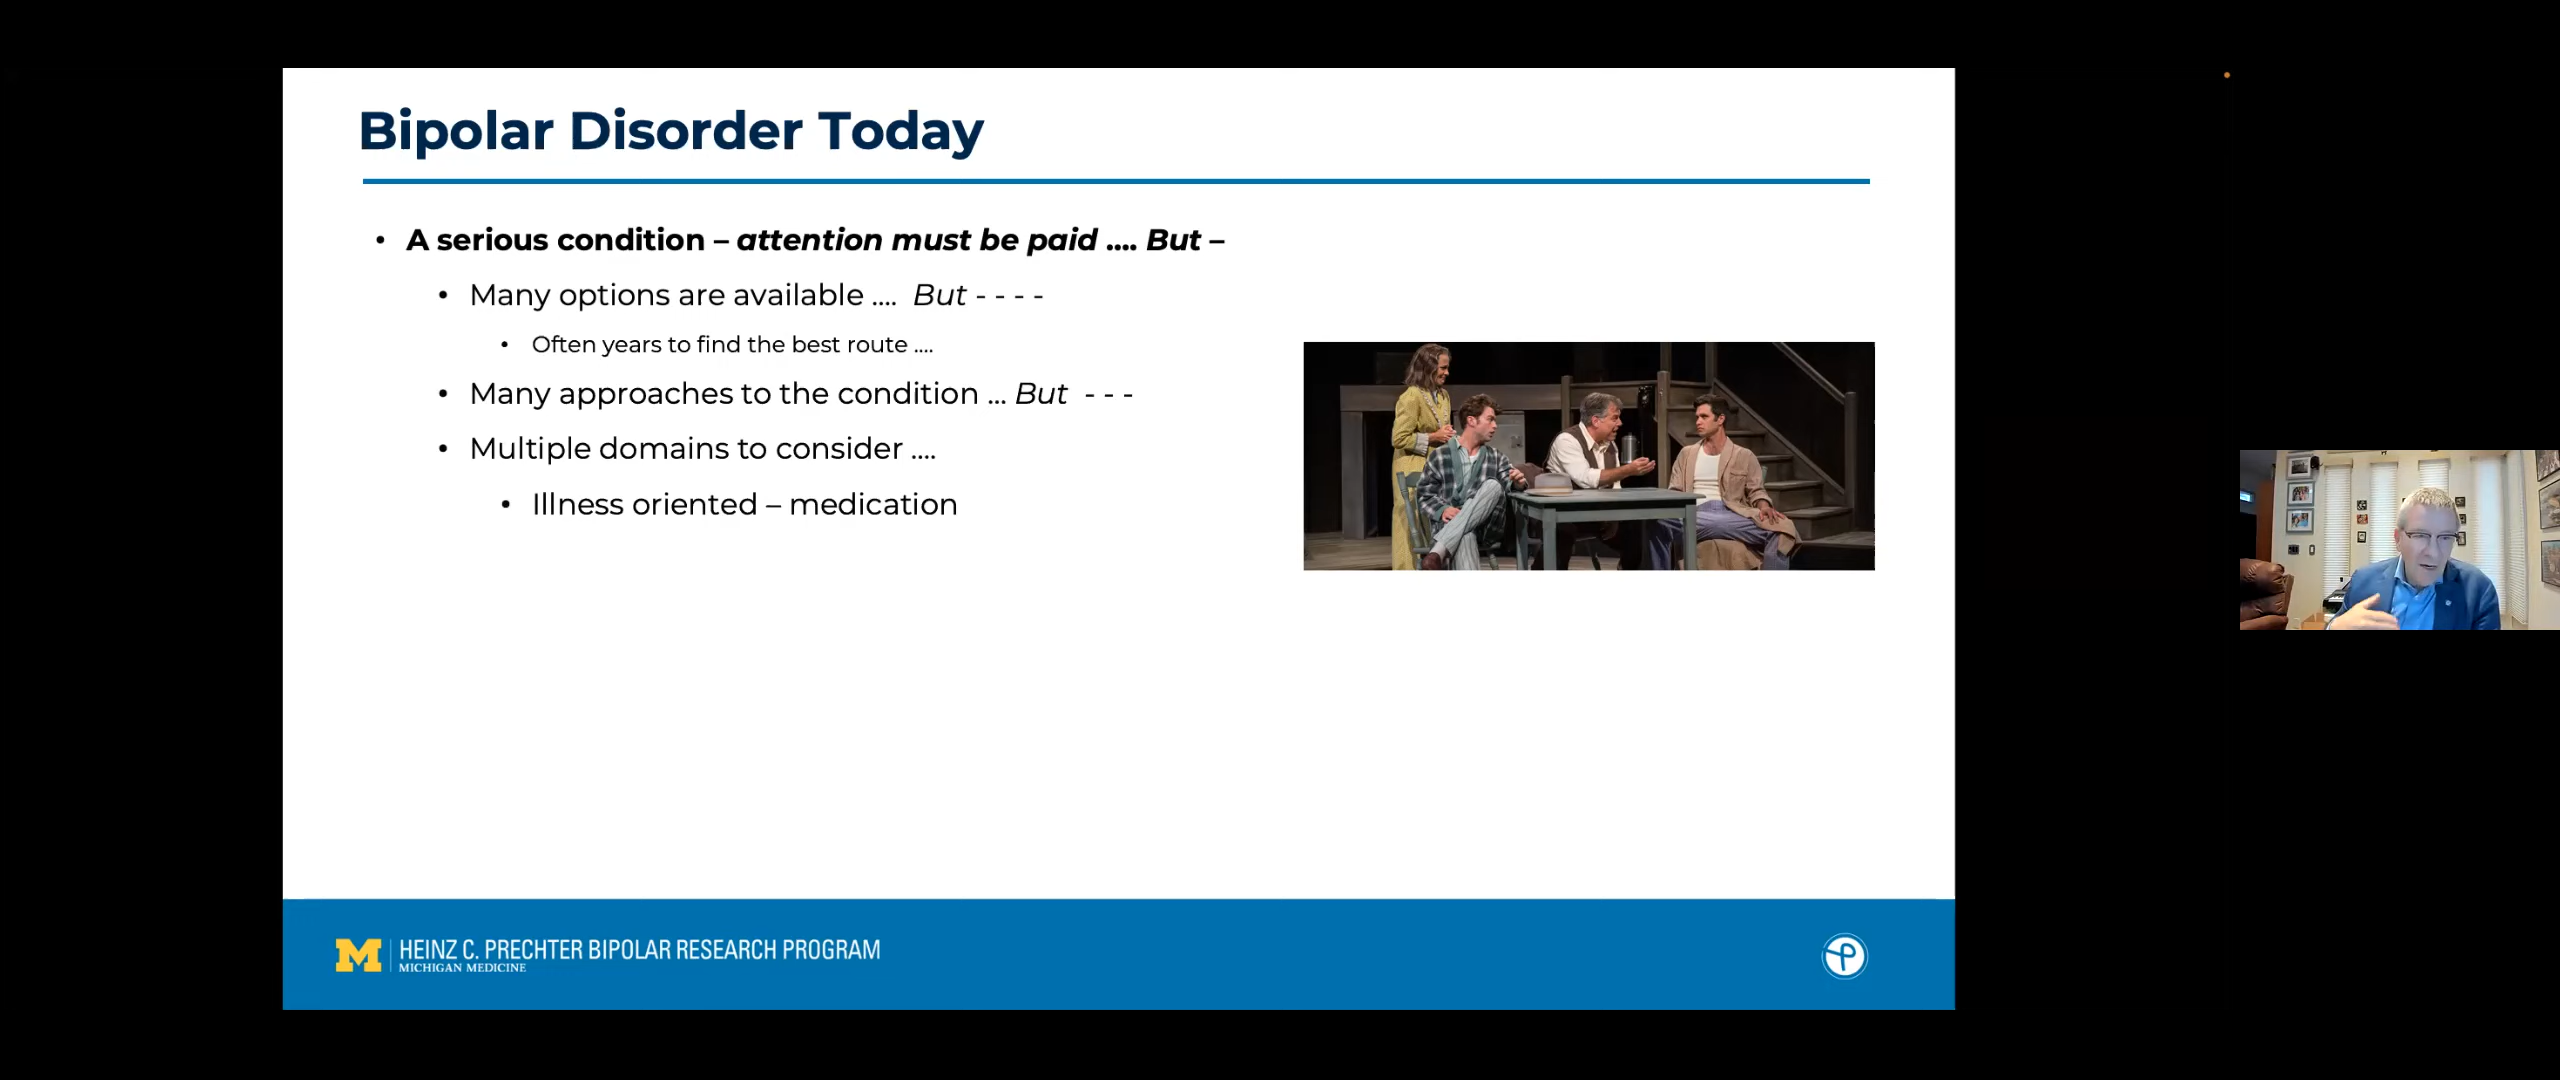 Bipolar Disorder Today
• A serious condition – attention must be paid .... But –
• Many options are available .... But - - - -
• Often years to find the best route ....
• Many approaches to the condition ... But - - -
• Multiple domains to consider ....
• Illness oriented – medication
M HEINZ C. PRECHTER BIPOLAR RESEARCH PROGRAM
MICHIGAN MEDICINE